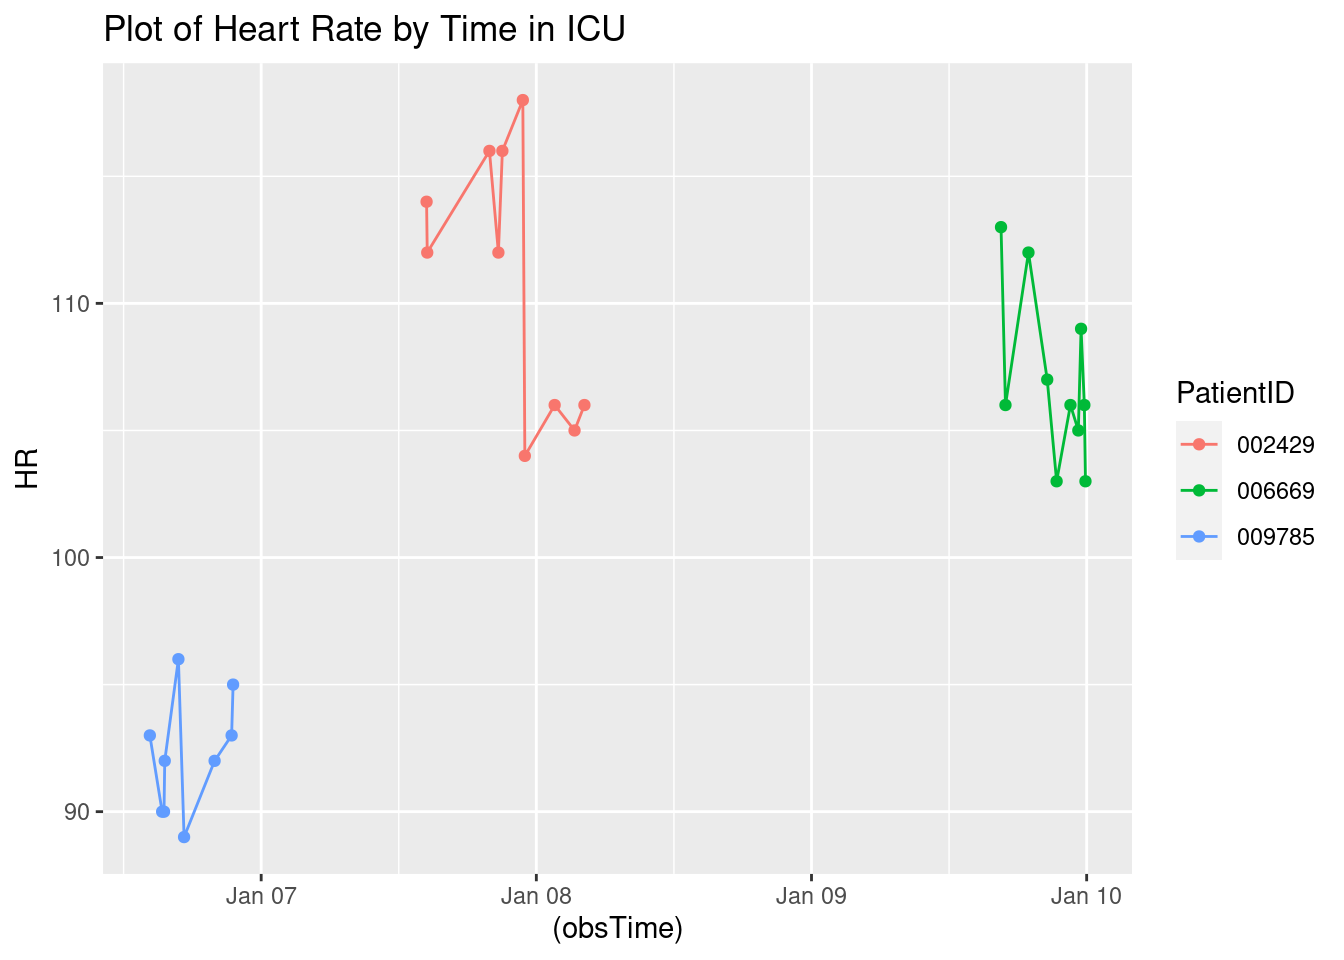 Plot of Heart Rate by Time in ICU
HR
110
100
90
Jan 07
Jan 08
Jan 09
Jan 10
(obsTime)
PatientID
002429
006669
009785